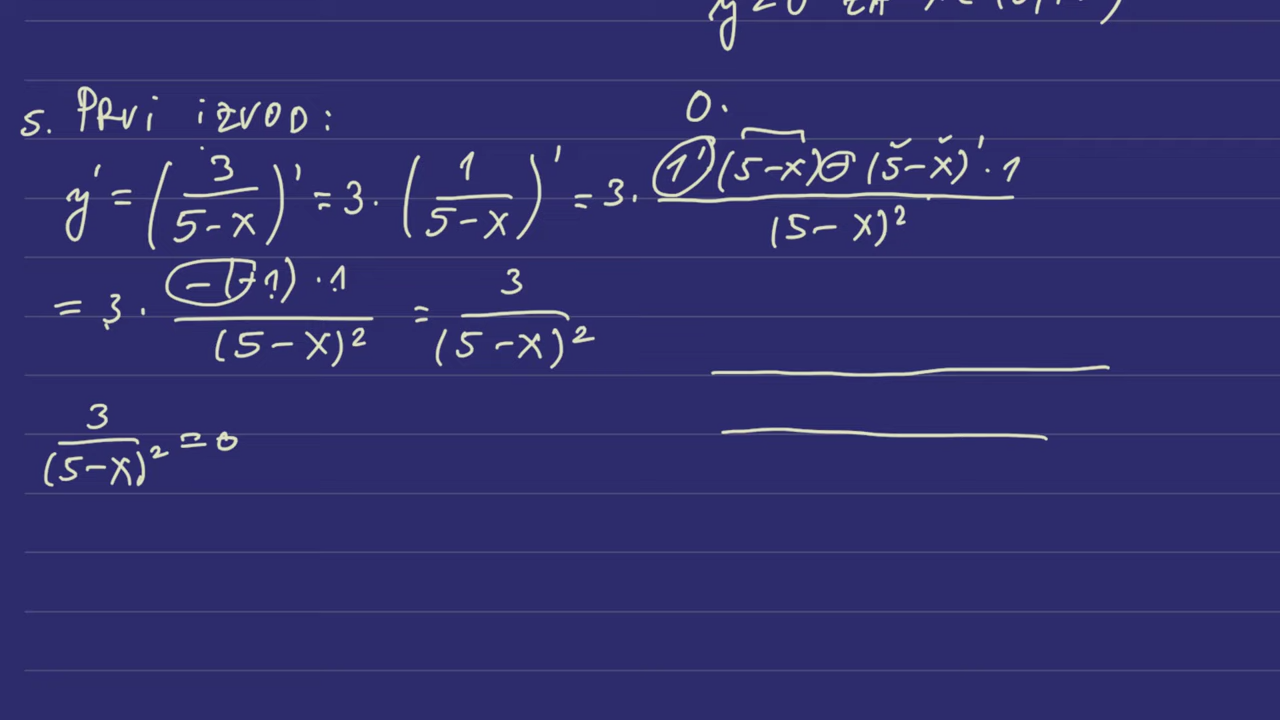 5. PRVi iZVOD:
y' = (3/(5-x))' = 3 · (1/(5-x))' = 3 · (1'(5-x) - (5-x)' · 1)/(5-x)²
0.
= 3 · (-(-1) · 1)/(5-x)² = 3/(5-x)²
3/(5-x)² = 0